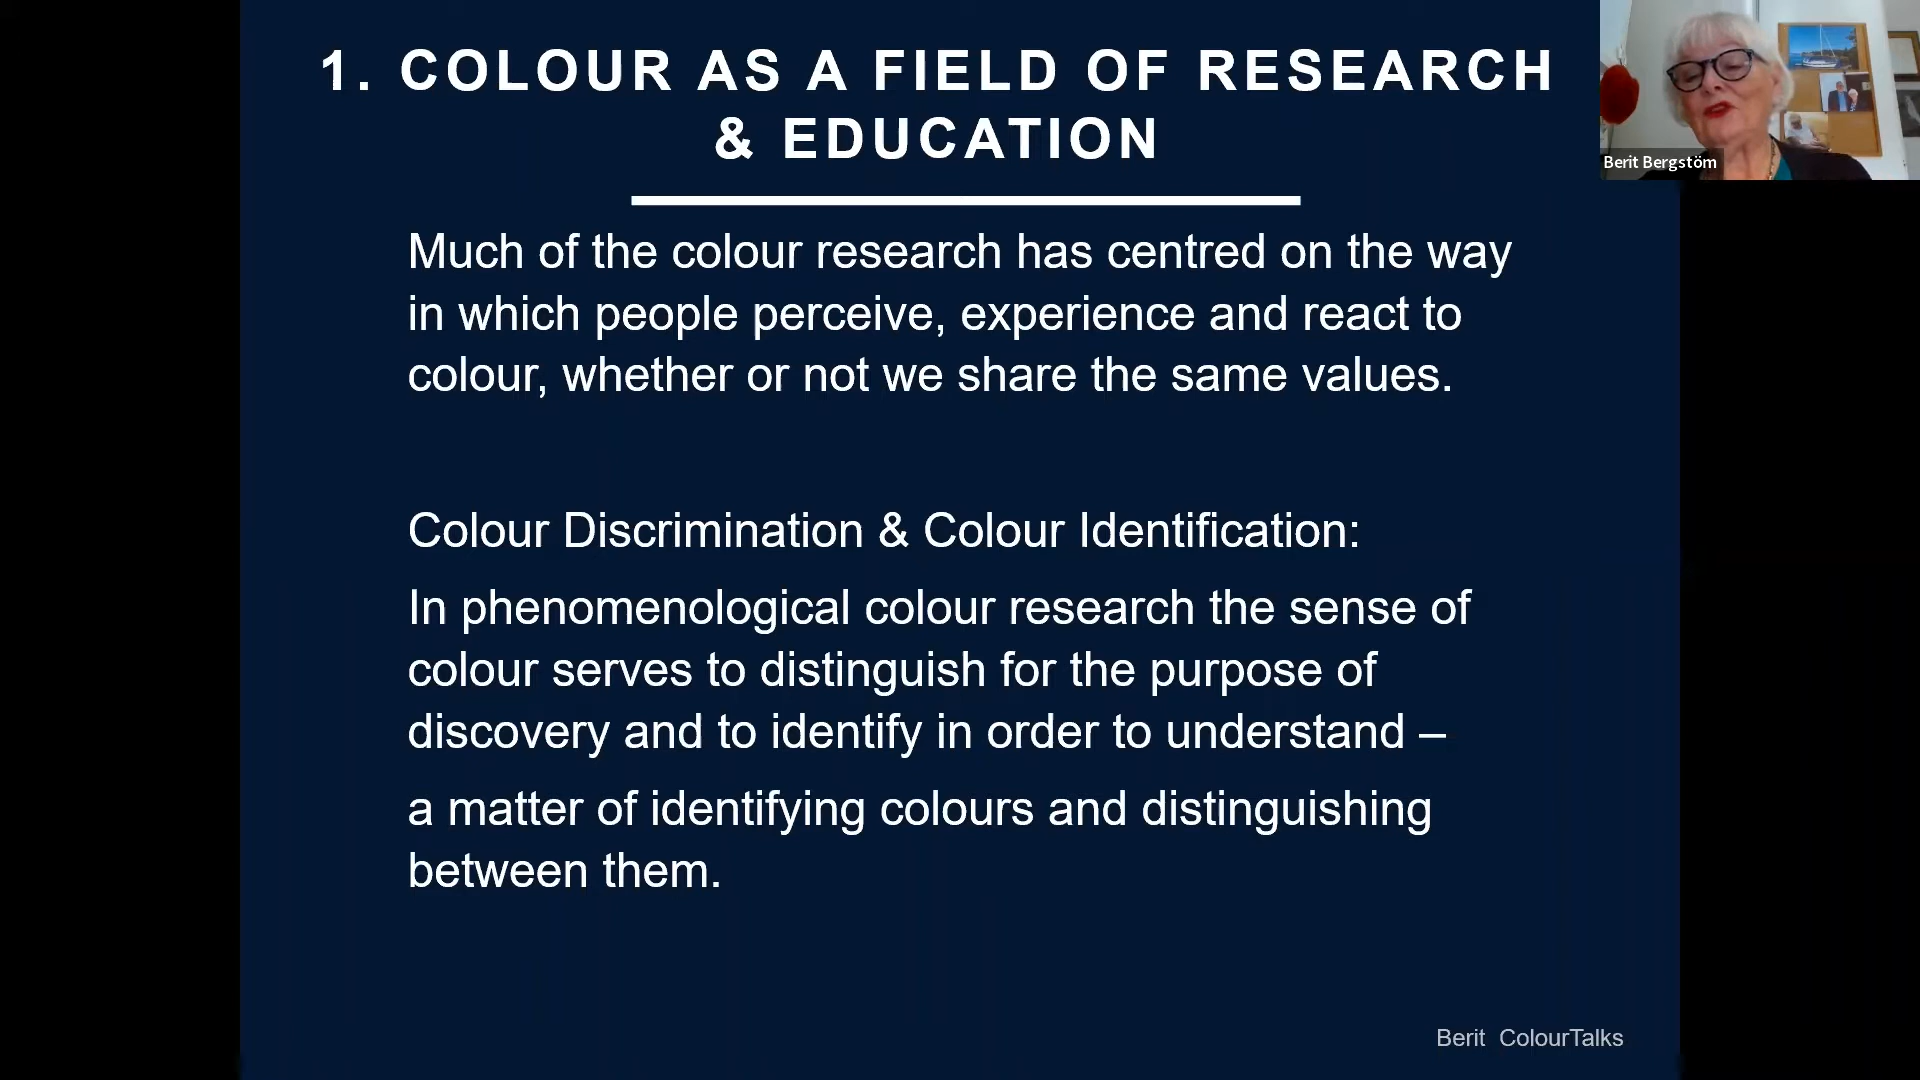 1. COLOUR AS A FIELD OF RESEARCH
& EDUCATION
Berit Bergstöm
Much of the colour research has centred on the way
in which people perceive, experience and react to
colour, whether or not we share the same values.
Colour Discrimination & Colour Identification:
In phenomenological colour research the sense of
colour serves to distinguish for the purpose of
discovery and to identify in order to understand –
a matter of identifying colours and distinguishing
between them.
Berit  ColourTalks